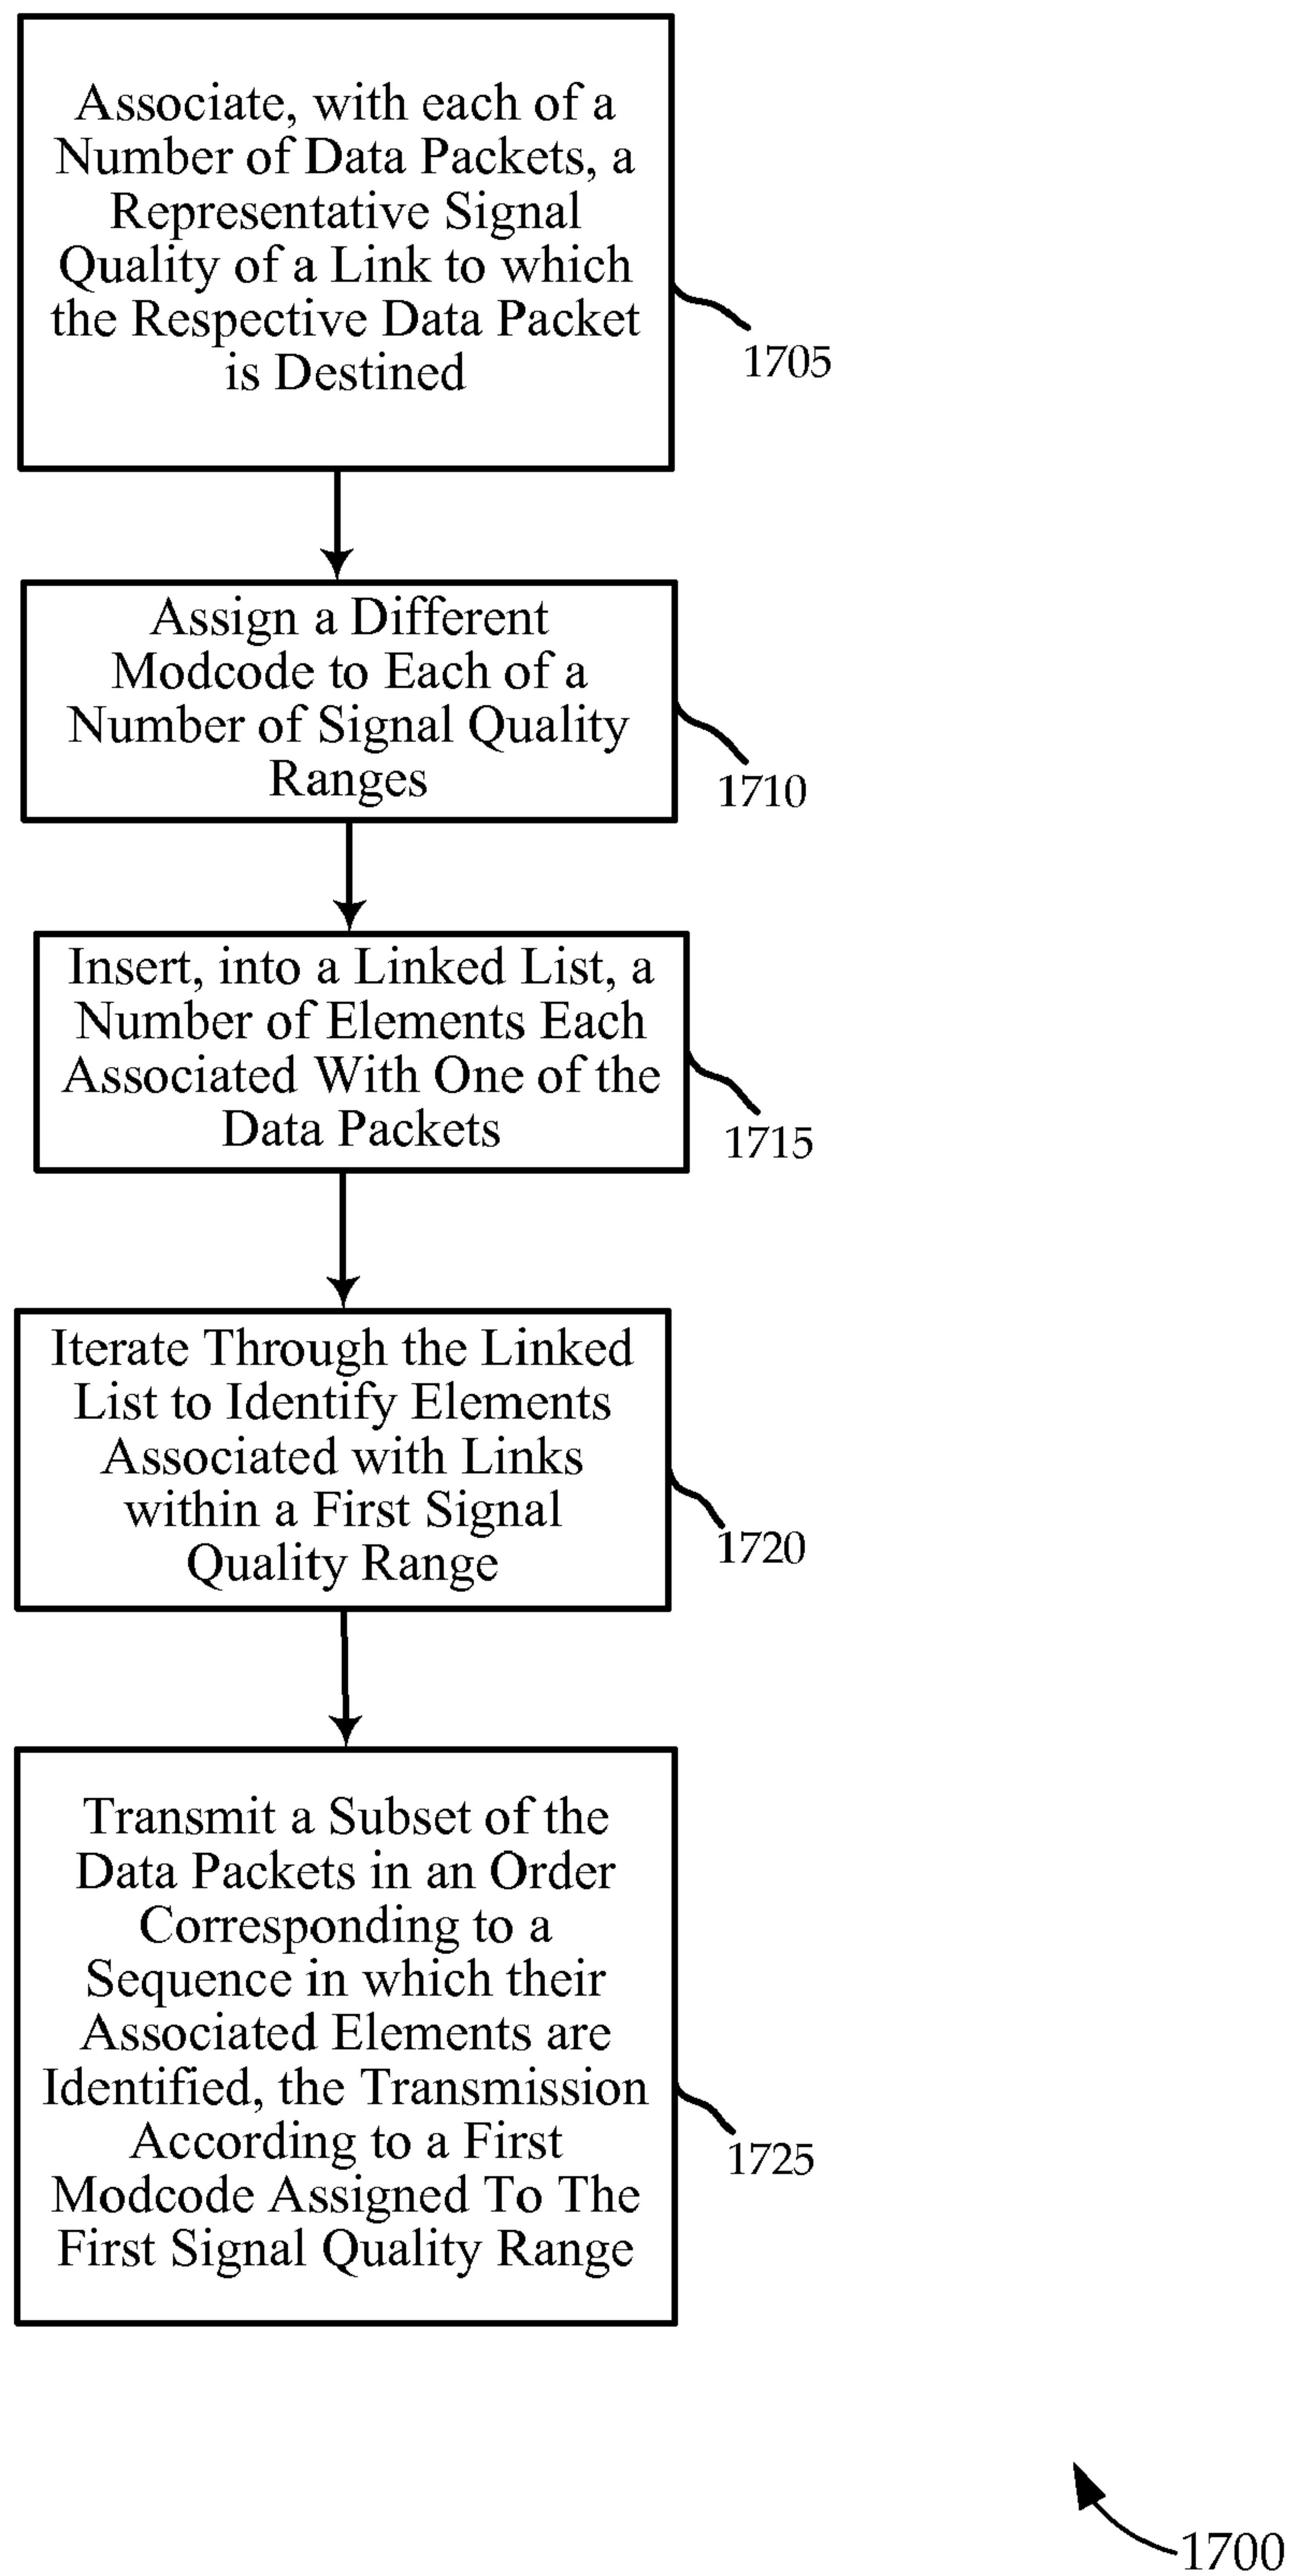 Associate, with each of a
Number of Data Packets, a
Representative Signal
Quality of a Link to which
the Respective Data Packet
is Destined
1705
Assign a Different
Modcode to Each of a
Number of Signal Quality
Ranges
1710
Insert, into a Linked List, a
Number of Elements Each
Associated With One of the
Data Packets
1715
Iterate Through the Linked
List to Identify Elements
Associated with Links
within a First Signal
Quality Range
1720
Transmit a Subset of the
Data Packets in an Order
Corresponding to a
Sequence in which their
Associated Elements are
Identified, the Transmission
According to a First
Modcode Assigned To The
First Signal Quality Range
1725
1700